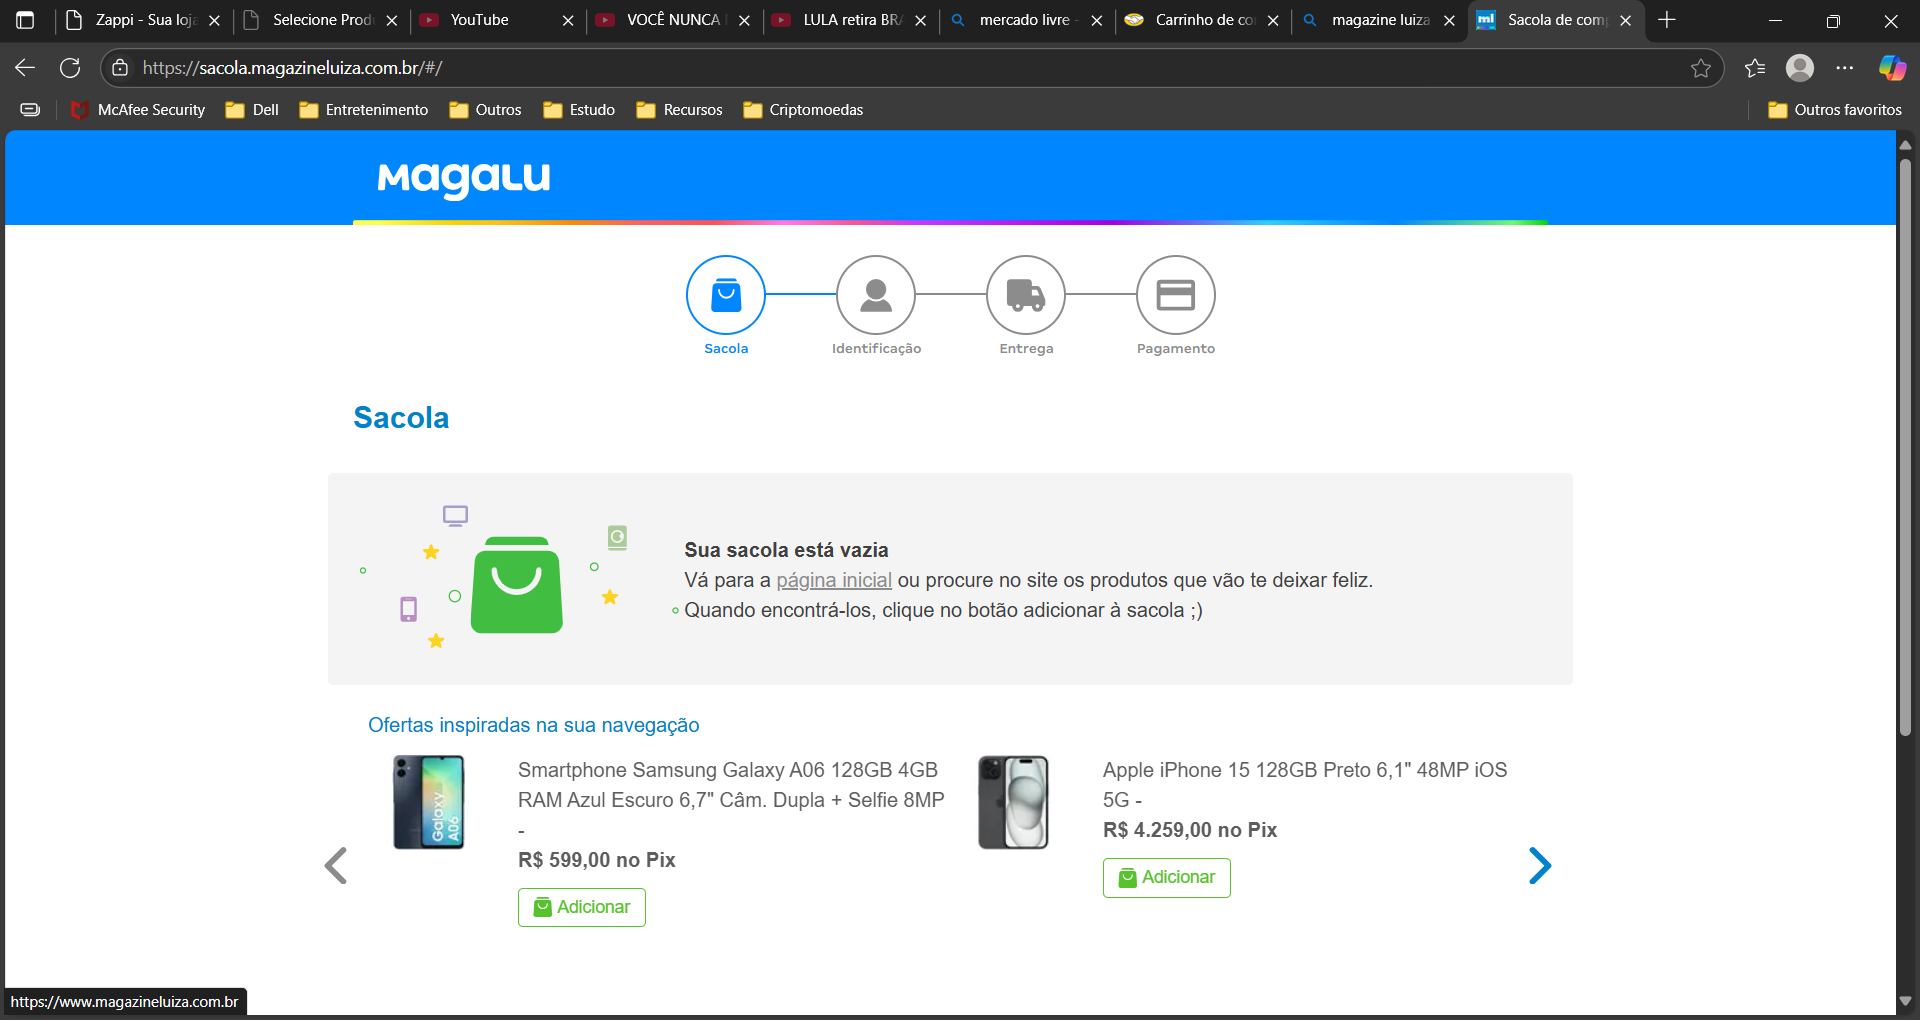 Zappi - Sua loja
Selecione Prod
YouTube
VOCÊ NUNCA
LULA retira BRA
mercado livre -
Carrinho de co
magazine luiza
ml
Sacola de com
https://sacola.magazineluiza.com.br/#/
McAfee Security
Dell
Entretenimento
Outros
Estudo
Recursos
Criptomoedas
Outros favoritos
Magalu
Sacola
Identificação
Entrega
Pagamento
Sacola
Sua sacola está vazia
Vá para a página inicial ou procure no site os produtos que vão te deixar feliz.
Quando encontrá-los, clique no botão adicionar à sacola ;)
Ofertas inspiradas na sua navegação
Galaxy
A06
Smartphone Samsung Galaxy A06 128GB 4GB
RAM Azul Escuro 6,7" Câm. Dupla + Selfie 8MP
-
R$ 599,00 no Pix
Adicionar
Apple iPhone 15 128GB Preto 6,1" 48MP iOS
5G -
R$ 4.259,00 no Pix
Adicionar
https://www.magazineluiza.com.br